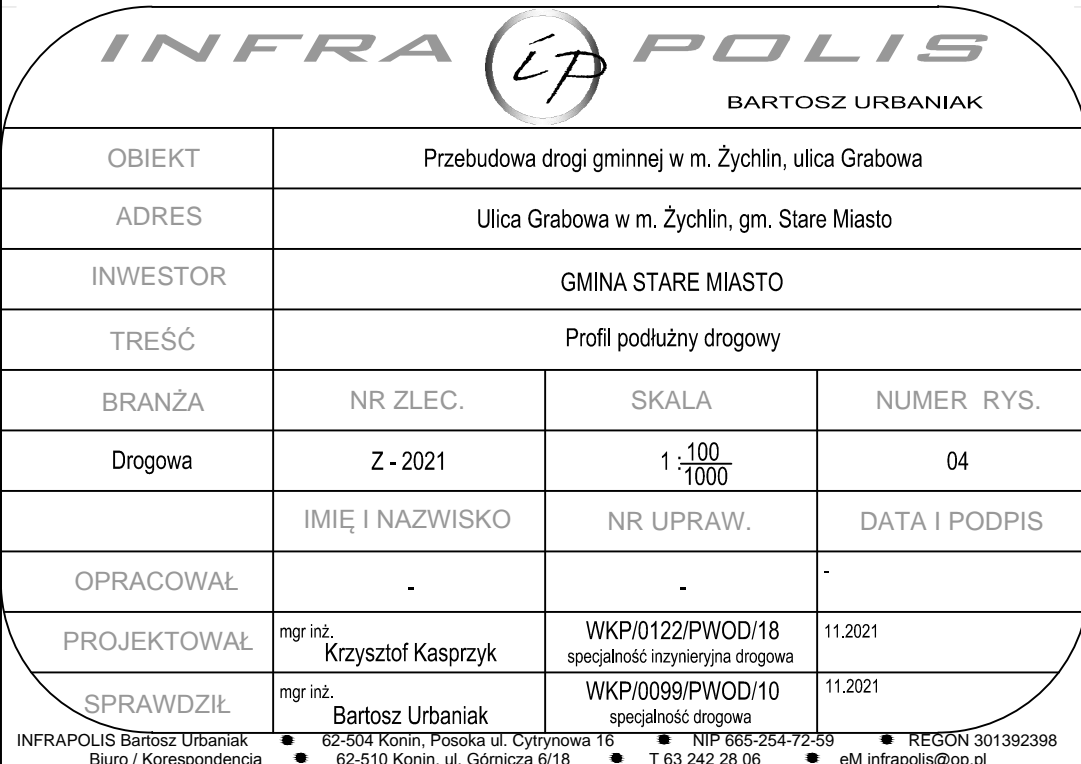 INFRA ip POLIS
BARTOSZ URBANIAK
OBIEKT Przebudowa drogi gminnej w m. Żychlin, ulica Grabowa
ADRES Ulica Grabowa w m. Żychlin, gm. Stare Miasto
INWESTOR GMINA STARE MIASTO
TREŚĆ Profil podłużny drogowy
BRANŻA NR ZLEC. SKALA NUMER RYS.
Drogowa Z - 2021 1 : 100/1000 04
IMIĘ I NAZWISKO NR UPRAW. DATA I PODPIS
OPRACOWAŁ - - -
PROJEKTOWAŁ mgr inż. Krzysztof Kasprzyk WKP/0122/PWOD/18 11.2021
specjalność inzynieryjna drogowa
SPRAWDZIŁ mgr inż. Bartosz Urbaniak WKP/0099/PWOD/10 11.2021
specjalność drogowa
INFRAPOLIS Bartosz Urbaniak 62-504 Konin, Posoka ul. Cytrynowa 16 NIP 665-254-72-59 REGON 301392398
Biuro / Korespondencja 62-510 Konin, ul. Górnicza 6/18 T 63 242 28 06 eM infrapolis@op.pl